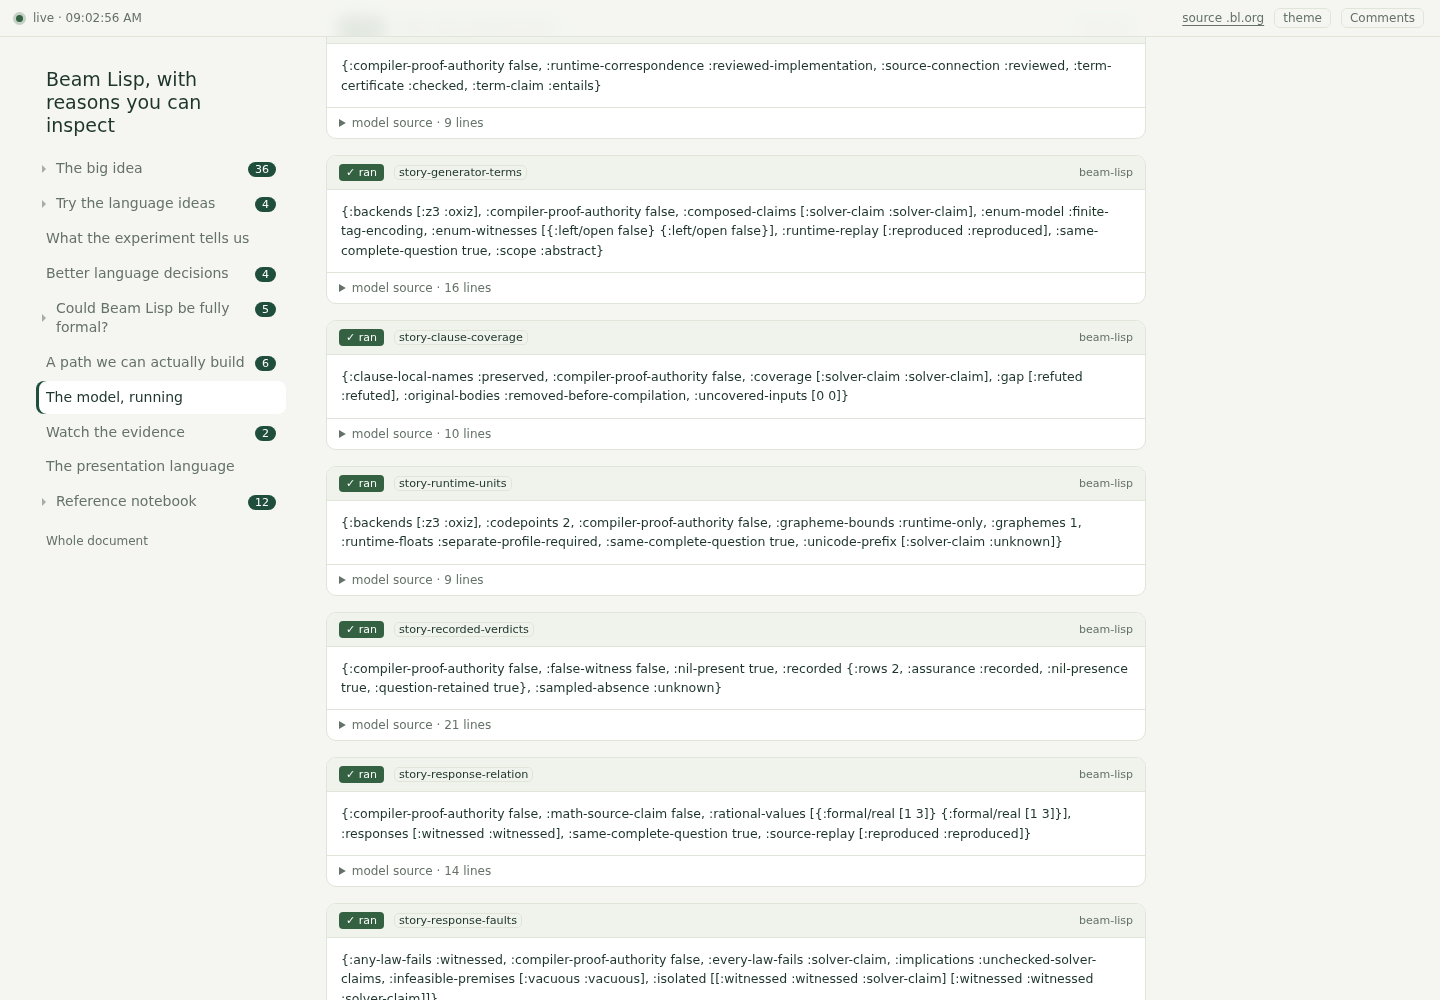 live · 09:02:56 AM
source .bl.org
theme
Comments
Beam Lisp, with
reasons you can
inspect
The big idea
36
Try the language ideas
4
What the experiment tells us
Better language decisions
4
Could Beam Lisp be fully
formal?
5
A path we can actually build
6
The model, running
Watch the evidence
2
The presentation language
Reference notebook
12
Whole document
{:compiler-proof-authority false, :runtime-correspondence :reviewed-implementation, :source-connection :reviewed, :term-
certificate :checked, :term-claim :entails}
model source · 9 lines
✓ ran
story-generator-terms
beam-lisp
{:backends [:z3 :oxiz], :compiler-proof-authority false, :composed-claims [:solver-claim :solver-claim], :enum-model :finite-
tag-encoding, :enum-witnesses [{:left/open false} {:left/open false}], :runtime-replay [:reproduced :reproduced], :same-
complete-question true, :scope :abstract}
model source · 16 lines
✓ ran
story-clause-coverage
beam-lisp
{:clause-local-names :preserved, :compiler-proof-authority false, :coverage [:solver-claim :solver-claim], :gap [:refuted
:refuted], :original-bodies :removed-before-compilation, :uncovered-inputs [0 0]}
model source · 10 lines
✓ ran
story-runtime-units
beam-lisp
{:backends [:z3 :oxiz], :codepoints 2, :compiler-proof-authority false, :grapheme-bounds :runtime-only, :graphemes 1,
:runtime-floats :separate-profile-required, :same-complete-question true, :unicode-prefix [:solver-claim :unknown]}
model source · 9 lines
✓ ran
story-recorded-verdicts
beam-lisp
{:compiler-proof-authority false, :false-witness false, :nil-present true, :recorded {:rows 2, :assurance :recorded, :nil-presence
true, :question-retained true}, :sampled-absence :unknown}
model source · 21 lines
✓ ran
story-response-relation
beam-lisp
{:compiler-proof-authority false, :math-source-claim false, :rational-values [{:formal/real [1 3]} {:formal/real [1 3]}],
:responses [:witnessed :witnessed], :same-complete-question true, :source-replay [:reproduced :reproduced]}
model source · 14 lines
✓ ran
story-response-faults
beam-lisp
{:any-law-fails :witnessed, :compiler-proof-authority false, :every-law-fails :solver-claim, :implications :unchecked-solver-
claims, :infeasible-premises [:vacuous :vacuous], :isolated [[:witnessed :witnessed :solver-claim] [:witnessed :witnessed
:solver-claim]]}